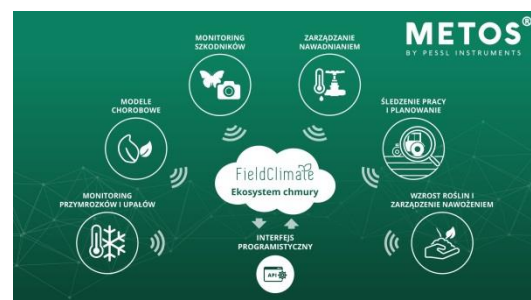 METOS®
BY PESSL INSTRUMENTS
MONITORING
SZKODNIKÓW
ZARZĄDZANIE
NAWADNIANIEM
MODELE
CHOROBOWE
ŚLEDZENIE PRACY
I PLANOWANIE
FieldClimate
Ekosystem chmury
MONITORING
PRZYMROZKÓW I UPAŁÓW
WZROST ROŚLIN I
ZARZĄDZENIE NAWOŻENIEM
INTERFEJS
PROGRAMISTYCZNY
API